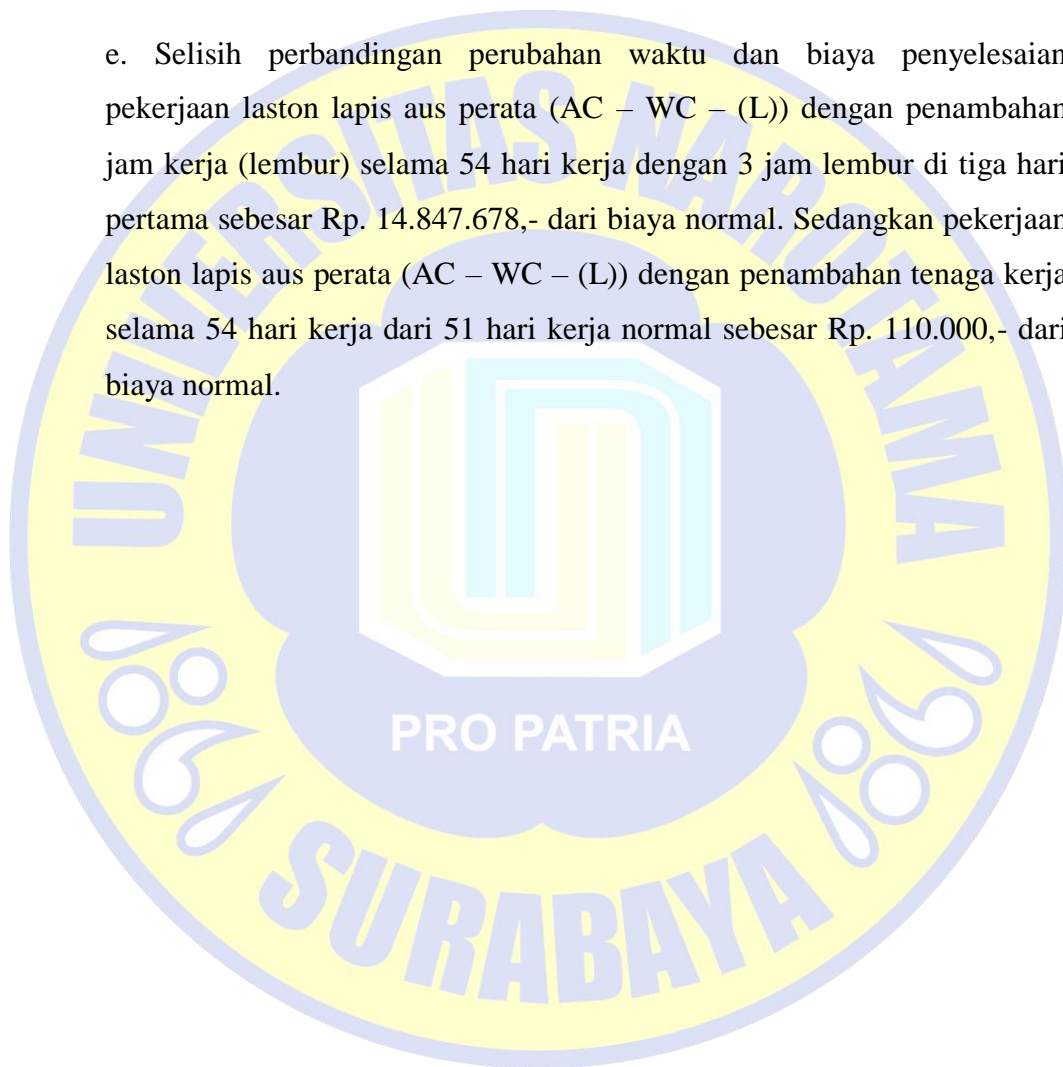 e. Selisih perbandingan perubahan waktu dan biaya penyelesaian
pekerjaan laston lapis aus perata (AC – WC – (L)) dengan penambahan
jam kerja (lembur) selama 54 hari kerja dengan 3 jam lembur di tiga hari
pertama sebesar Rp. 14.847.678,- dari biaya normal. Sedangkan pekerjaan
laston lapis aus perata (AC – WC – (L)) dengan penambahan tenaga kerja
selama 54 hari kerja dari 51 hari kerja normal sebesar Rp. 110.000,- dari
biaya normal.
UNIVERSITAS NAROTAMA
PRO PATRIA
SURABAYA